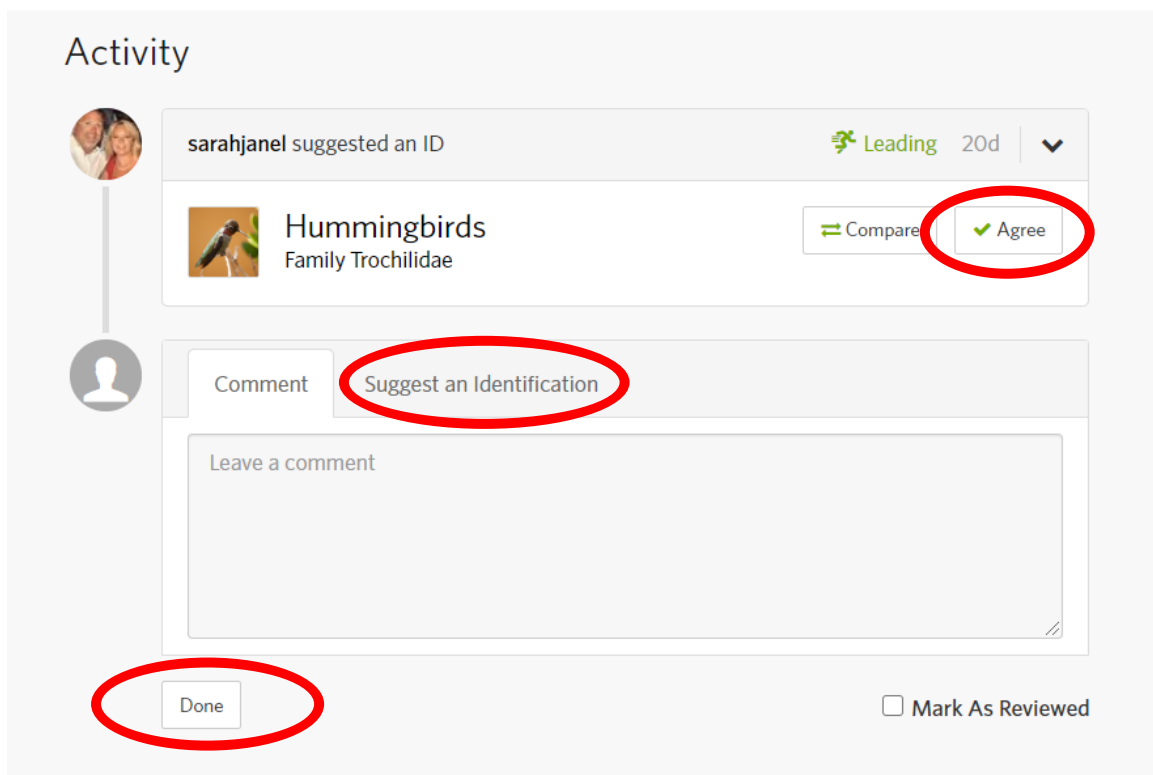 Activity
sarahjanel suggested an ID
Leading 20d
Hummingbirds
Family Trochilidae
Compare
Agree
Comment
Suggest an Identification
Leave a comment
Done
Mark As Reviewed